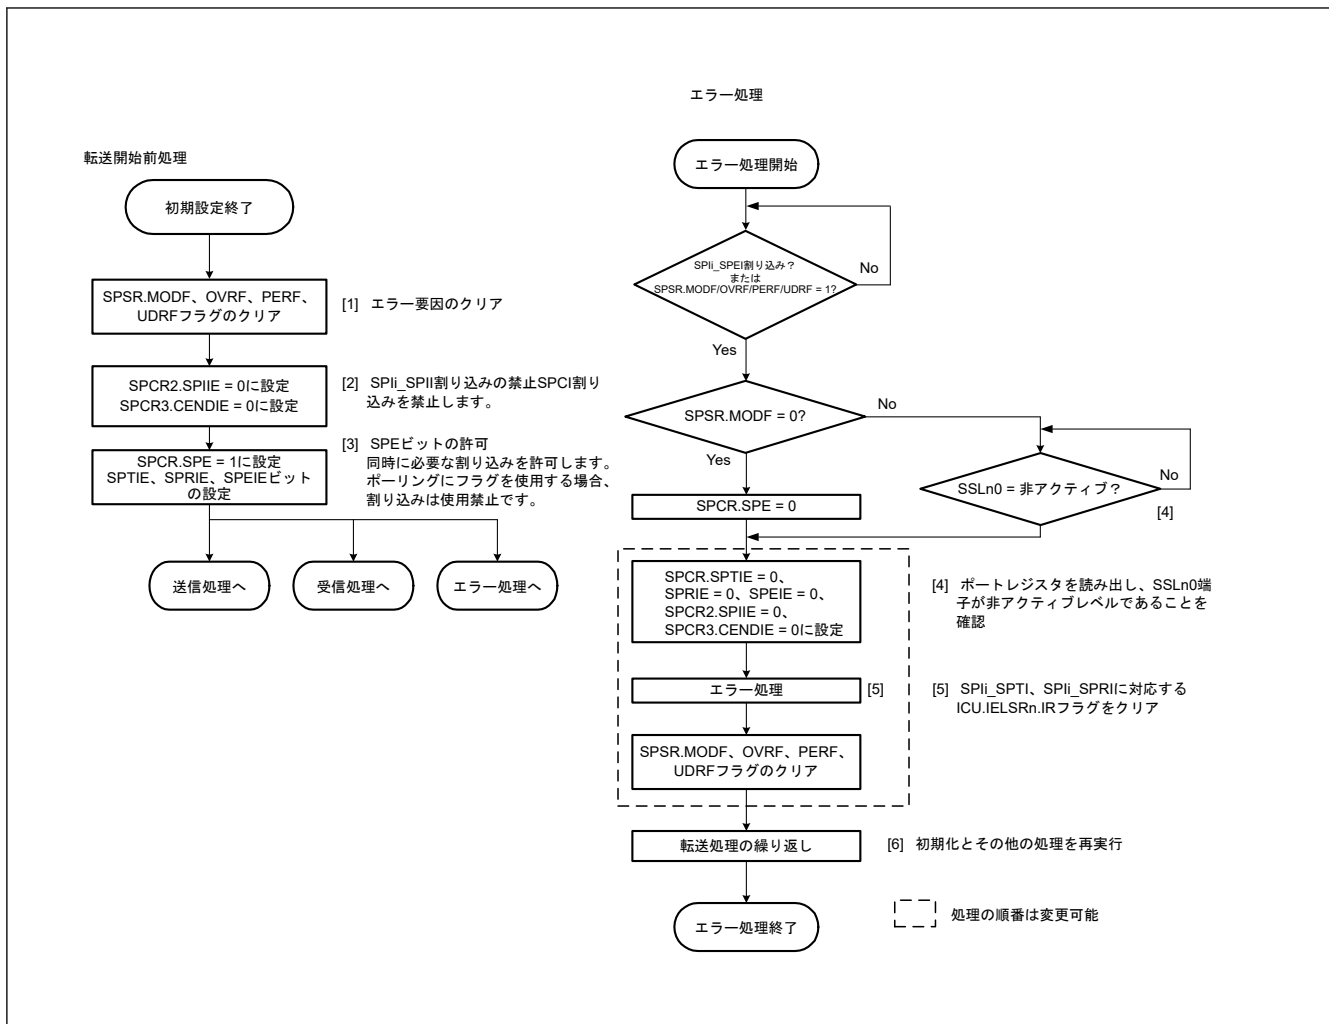 転送開始前処理
初期設定終了
SPSR.MODF、OVRF、PERF、
UDRFフラグのクリア
[1] エラー要因のクリア
SPCR2.SPIIE = 0に設定
SPCR3.CENDIE = 0に設定
[2] SPIi_SPII割り込みの禁止SPCI割り
込みを禁止します。
SPCR.SPE = 1に設定
SPTIE、SPRIE、SPEIEビット
の設定
[3] SPEビットの許可
同時に必要な割り込みを許可します。
ポーリングにフラグを使用する場合、
割り込みは使用禁止です。
送信処理へ
受信処理へ
エラー処理へ
エラー処理
エラー処理開始
SPIi_SPEI割り込み？
または
SPSR.MODF/OVRF/PERF/UDRF = 1?
No
Yes
SPSR.MODF = 0?
No
Yes
SSLn0 = 非アクティブ？
No
[4]
SPCR.SPE = 0
SPCR.SPTIE = 0、
SPRIE = 0、SPEIE = 0、
SPCR2.SPIIE = 0、
SPCR3.CENDIE = 0に設定
[4] ポートレジスタを読み出し、SSLn0端
子が非アクティブレベルであることを
確認
エラー処理
[5]
[5] SPIi_SPTI、SPIi_SPRIに対応する
ICU.IELSRn.IRフラグをクリア
SPSR.MODF、OVRF、PERF、
UDRFフラグのクリア
転送処理の繰り返し
[6] 初期化とその他の処理を再実行
エラー処理終了
処理の順番は変更可能